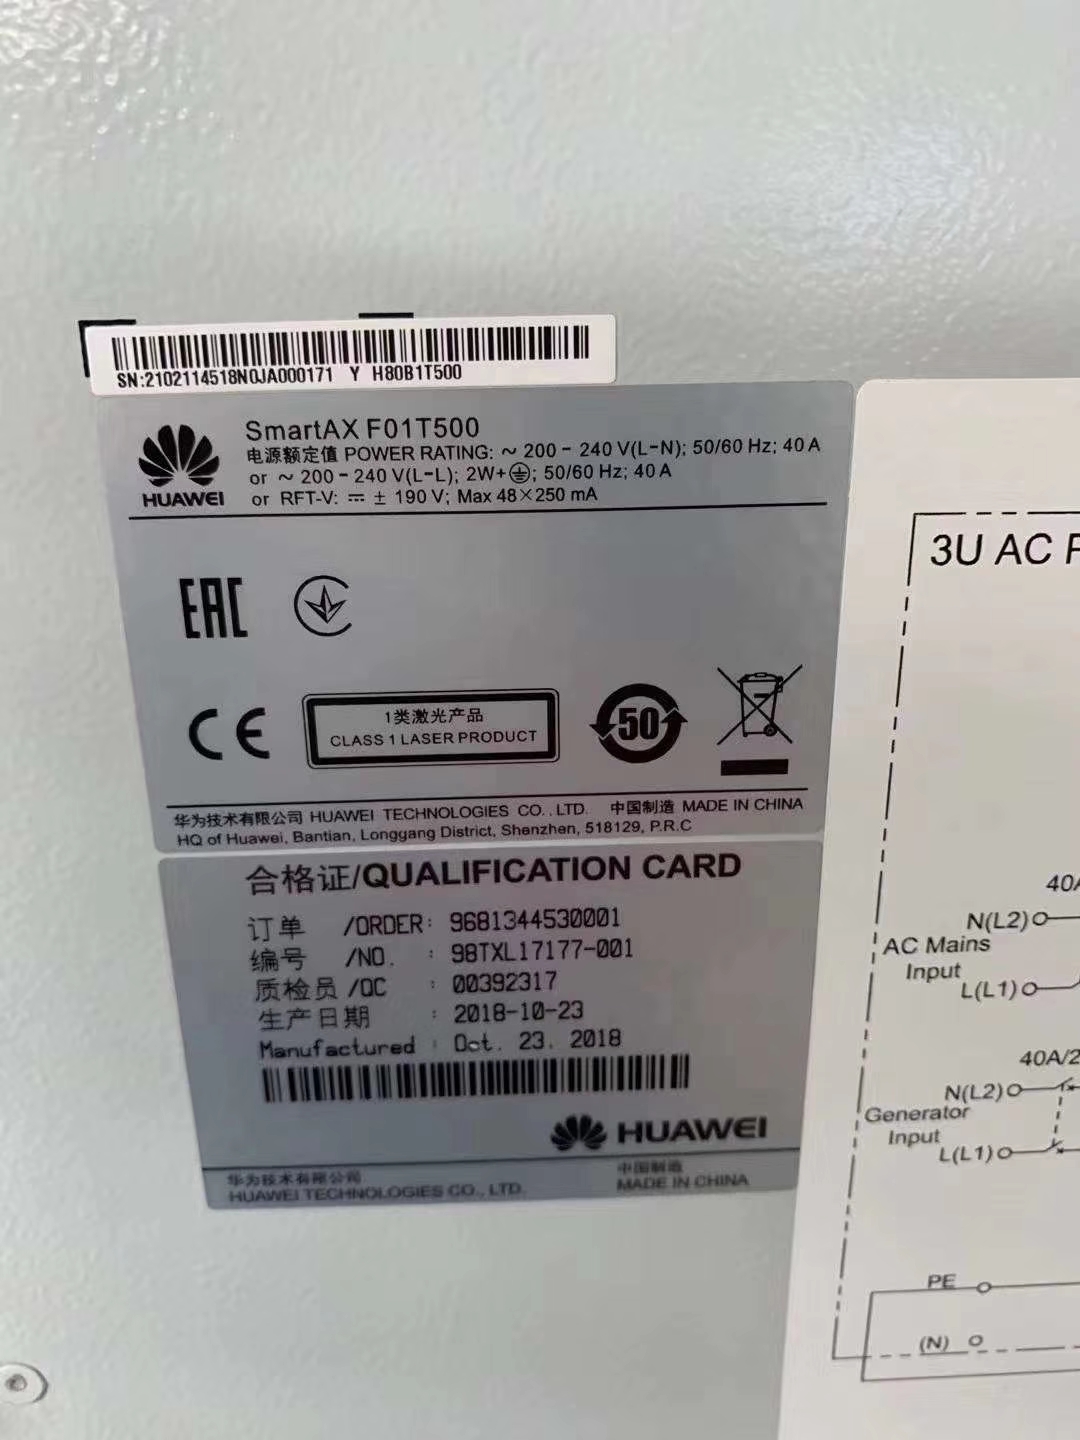 SN:2102114518N0JA000171 Y H80B1T500
HUAWEI
SmartAX F01T500
电源额定值 POWER RATING: ~ 200 - 240 V(L-N); 50/60 Hz; 40 A
or ~ 200 - 240 V(L-L); 2W+⏚; 50/60 Hz; 40 A
or RFT-V: ⎓ ± 190 V; Max 48×250 mA
EAC
CE
1类激光产品
CLASS 1 LASER PRODUCT
50
华为技术有限公司 HUAWEI TECHNOLOGIES CO., LTD. 中国制造 MADE IN CHINA
HQ of Huawei, Bantian, Longgang District, Shenzhen, 518129, P.R.C
合格证/QUALIFICATION CARD
订单 /ORDER: 9681344530001
编号 /NO. : 98TXL17177-001
质检员 /QC : 00392317
生产日期 : 2018-10-23
Manufactured : Oct. 23. 2018
HUAWEI
华为技术有限公司 中国制造
HUAWEI TECHNOLOGIES CO., LTD. MADE IN CHINA
3U AC
N(L2)
AC Mains
Input
L(L1)
40A/2
N(L2)
Generator
Input
L(L1)
PE
(N)